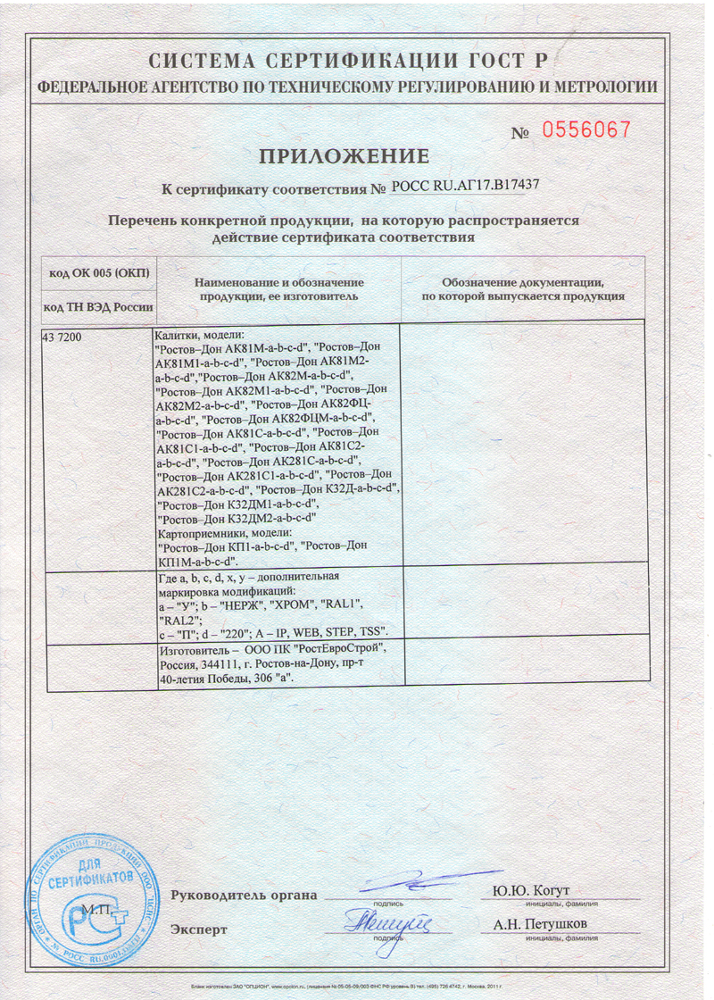 СИСТЕМА СЕРТИФИКАЦИИ ГОСТ Р
ФЕДЕРАЛЬНОЕ АГЕНТСТВО ПО ТЕХНИЧЕСКОМУ РЕГУЛИРОВАНИЮ И МЕТРОЛОГИИ
№ 0556067
ПРИЛОЖЕНИЕ
К сертификату соответствия № РОСС RU.АГ17.В17437
Перечень конкретной продукции, на которую распространяется
действие сертификата соответствия
код ОК 005 (ОКП)
код ТН ВЭД России
Наименование и обозначение
продукции, ее изготовитель
Обозначение документации,
по которой выпускается продукция
43 7200
Калитки, модели:
"Ростов–Дон АК81М-a-b-c-d", "Ростов–Дон
АК81М1-a-b-c-d", "Ростов–Дон АК81М2-
a-b-c-d","Ростов–Дон АК82М-a-b-c-d",
"Ростов–Дон АК82М1-a-b-c-d", "Ростов–Дон
АК82М2-a-b-c-d", "Ростов–Дон АК82ФЦ-
a-b-c-d", "Ростов–Дон АК82ФЦМ-a-b-c-d",
"Ростов–Дон АК81С-a-b-c-d", "Ростов–Дон
АК81С1-a-b-c-d", "Ростов–Дон АК81С2-
a-b-c-d", "Ростов–Дон АК281С-a-b-c-d",
"Ростов–Дон АК281С1-a-b-c-d", "Ростов–Дон
АК281С2-a-b-c-d", "Ростов–Дон К32Д-a-b-c-d",
"Ростов–Дон К32ДМ1-a-b-c-d",
"Ростов–Дон К32ДМ2-a-b-c-d"
Картоприемники, модели:
"Ростов–Дон КП1-a-b-c-d", "Ростов–Дон
КП1М-a-b-c-d".
Где a, b, c, d, x, y – дополнительная
маркировка модификаций:
a – "У"; b – "НЕРЖ", "ХРОМ", "RAL1",
"RAL2";
c – "П"; d – "220"; A – IP, WEB, STEP, TSS".
Изготовитель – ООО ПК "РостЕвроСтрой",
Россия, 344111, г. Ростов-на-Дону, пр-т
40-летия Победы, 306 "а".
ДЛЯ
СЕРТИФИКАТОВ
М.П.
Руководитель органа
подпись
Ю.Ю. Когут
инициалы, фамилия
Эксперт
подпись
А.Н. Петушков
инициалы, фамилия
Бланк изготовлен ЗАО "ОПЦИОН", www.opcion.ru, (лицензия № 05-05-09/003 ФНС РФ уровень B) тел. (495) 726 4742, г. Москва, 2011 г.